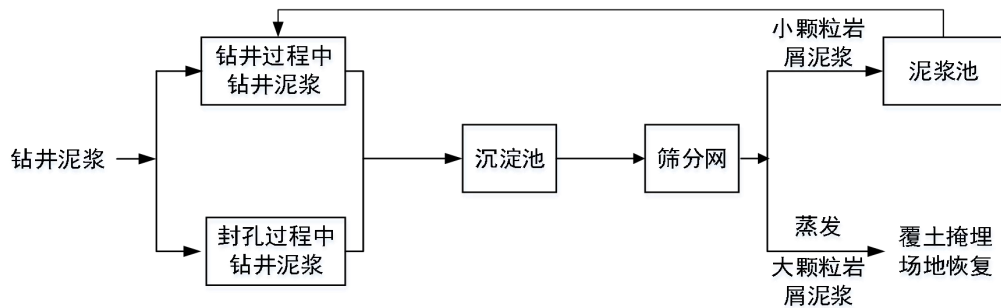 小颗粒岩
屑泥浆
钻井过程中
钻井泥浆
泥浆池
钻井泥浆
沉淀池
筛分网
封孔过程中
钻井泥浆
蒸发
大颗粒岩
屑泥浆
覆土掩埋
场地恢复